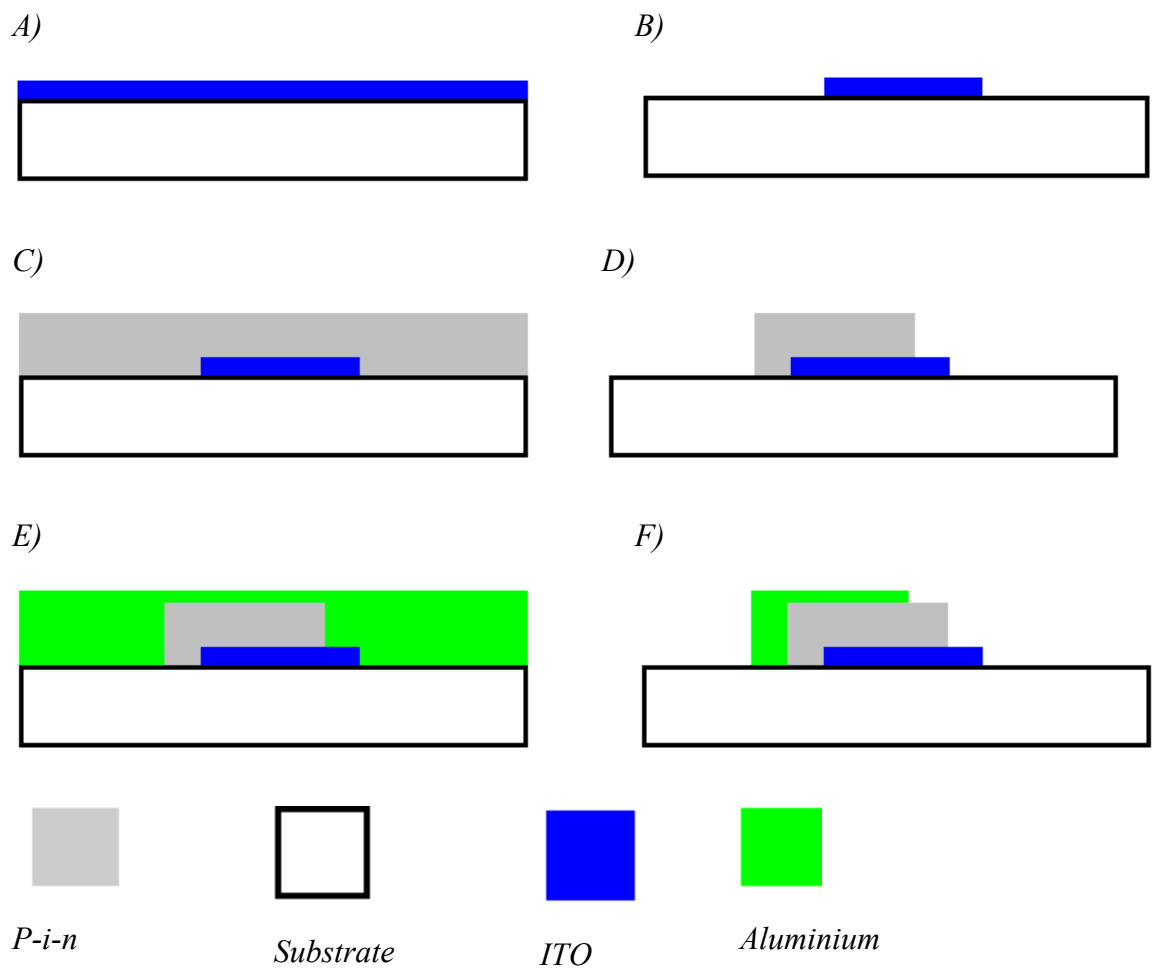 A)
B)
C)
D)
E)
F)
P-i-n
Substrate
ITO
Aluminium